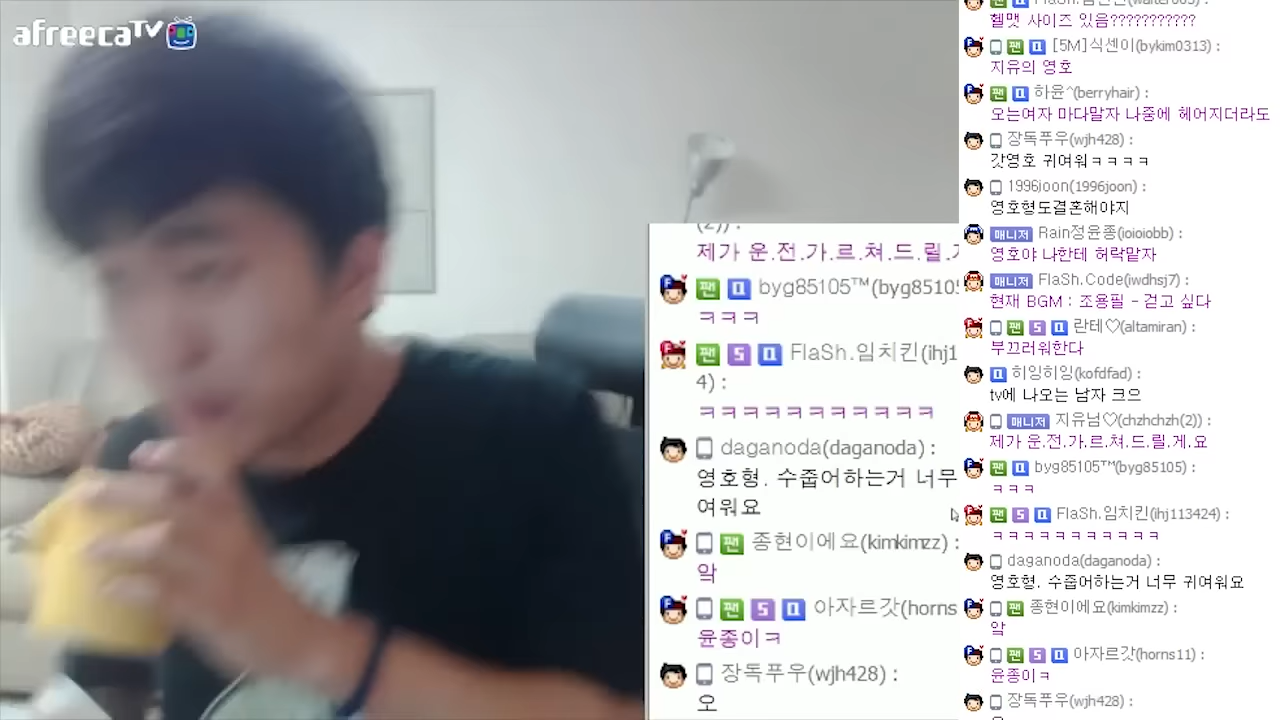 afreecaTV
제가 운.전.가.르.쳐.드.릴.
팬 byg85105™(byg8510
ㅋㅋㅋ
팬 S FlaSh.임치킨(ihj1
4) :
ㅋㅋㅋㅋㅋㅋㅋㅋㅋㅋㅋ
daganoda(daganoda) :
영호형. 수줍어하는거 너무
여워요
팬 종현이에요(kimkimzz) :
악
팬 S 아자르갓(horns
윤좋이ㅋ
장독푸우(wjh428) :
오
헬맷 사이즈 있음???????????
팬 [5M]식센이(bykim0313) :
지유의 영호
팬 하윤^(berryhair) :
오는여자 마다말자 나중에 헤어지더라도
장독푸우(wjh428) :
갓영호 귀여워ㅋㅋㅋㅋ
1996joon(1996joon) :
영호형도결혼해야지
매니저 Rain정윤종(ioioiobb) :
영호야 나한테 허락맡자
매니저 FlaSh.Code(iwdhsj7) :
현재 BGM : 조용필 - 걷고 싶다
팬 S 란테♡(altamiran) :
부끄러워한다
히잉히잉(kofdfad) :
tv에 나오는 남자 크으
매니저 지유넘♡(chzhchzh(2)) :
제가 운.전.가.르.쳐.드.릴.게.요
팬 byg85105™(byg85105) :
ㅋㅋㅋ
팬 S FlaSh.임치킨(ihj113424) :
ㅋㅋㅋㅋㅋㅋㅋㅋㅋㅋㅋ
daganoda(daganoda) :
영호형. 수줍어하는거 너무 귀여워요
팬 종현이에요(kimkimzz) :
악
팬 S 아자르갓(horns11) :
윤좋이ㅋ
장독푸우(wjh428) :